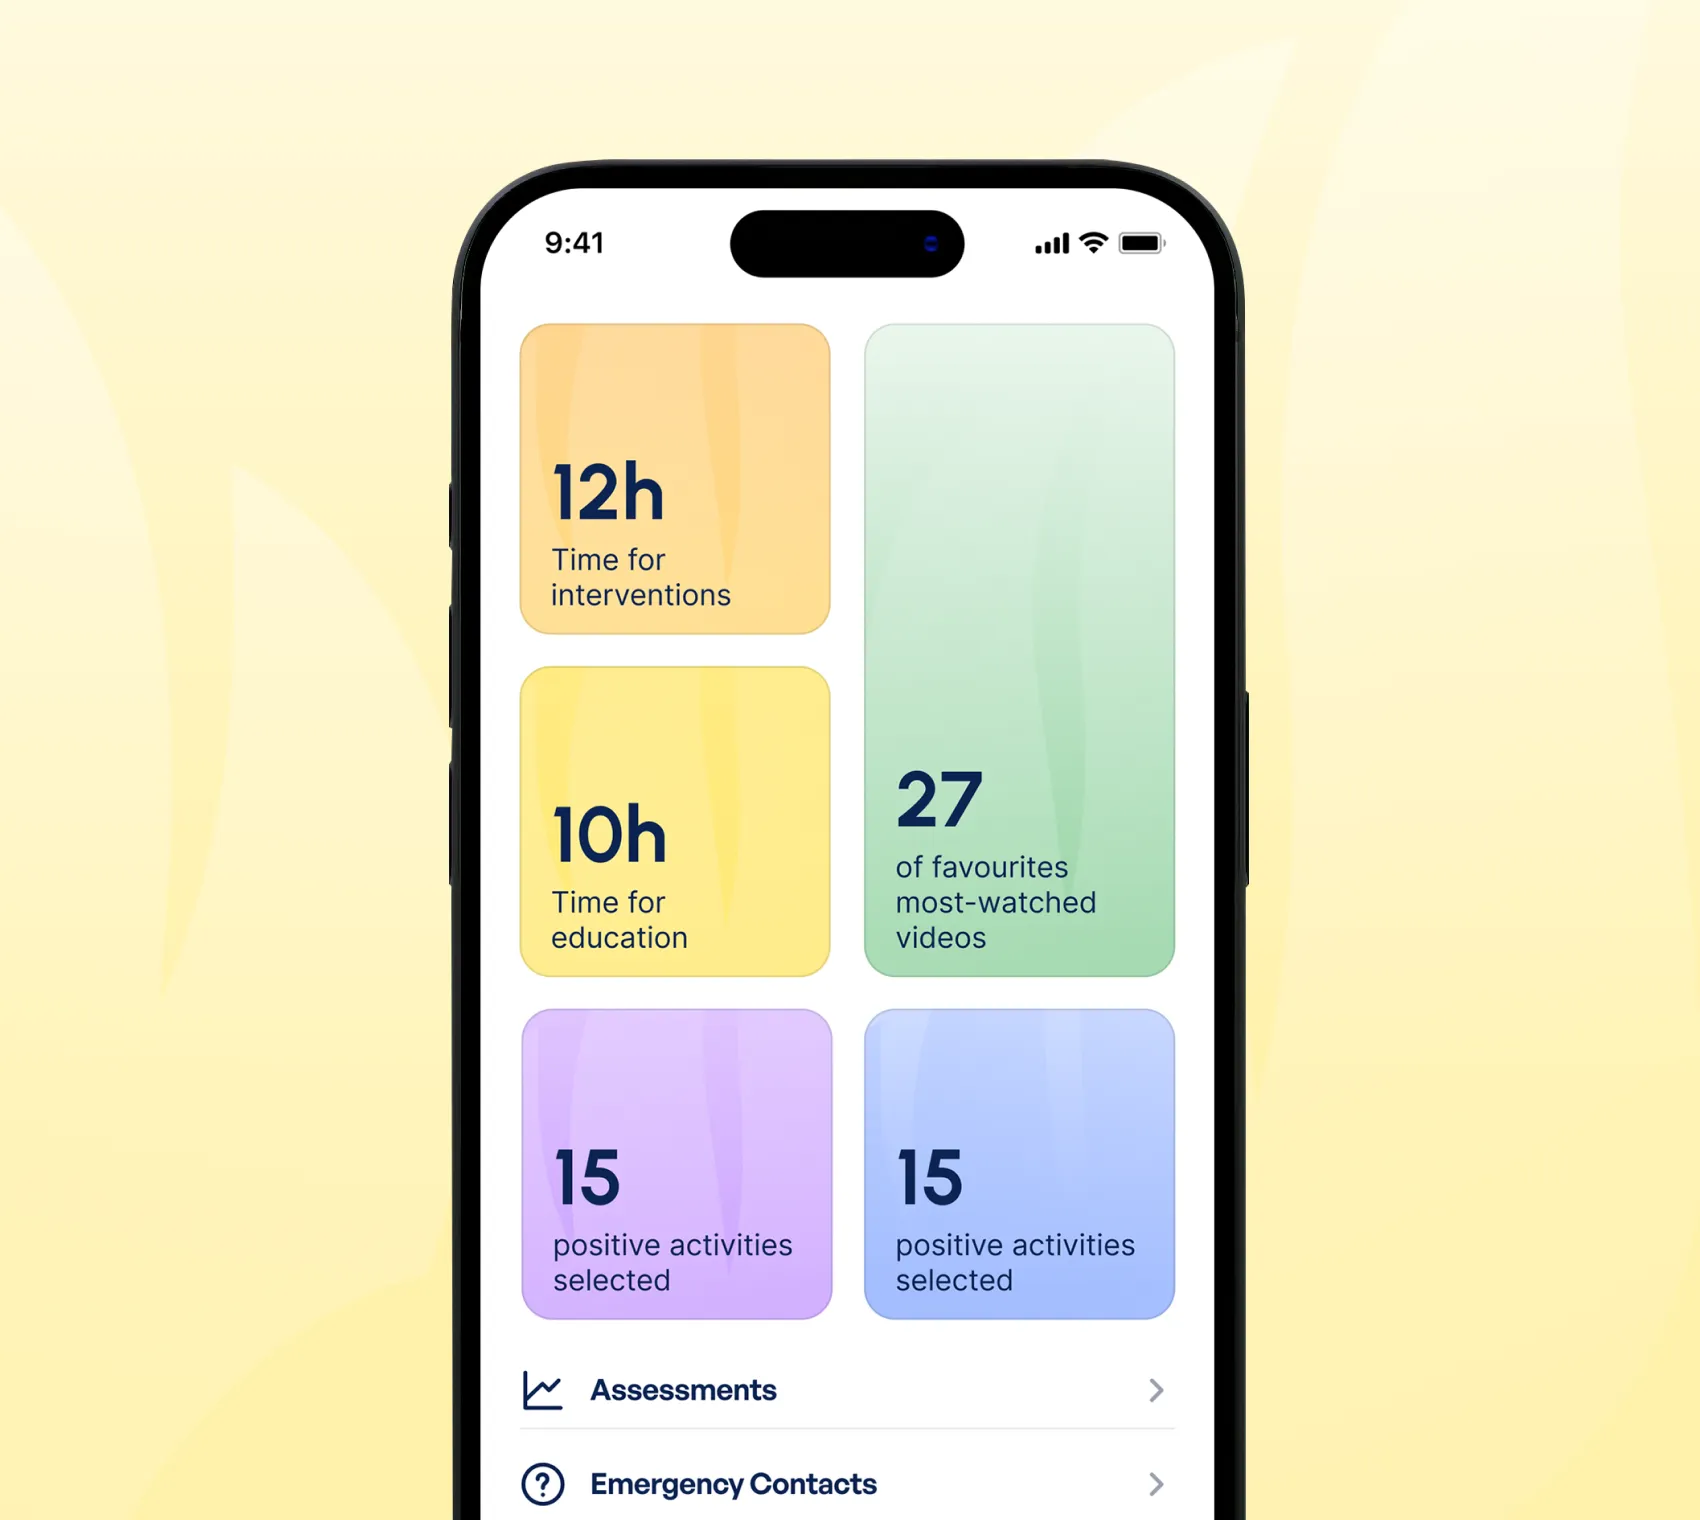 9:41
12h
Time for
interventions
27
of favourites
most-watched
videos
10h
Time for
education
15
positive activities
selected
15
positive activities
selected
Assessments
Emergency Contacts